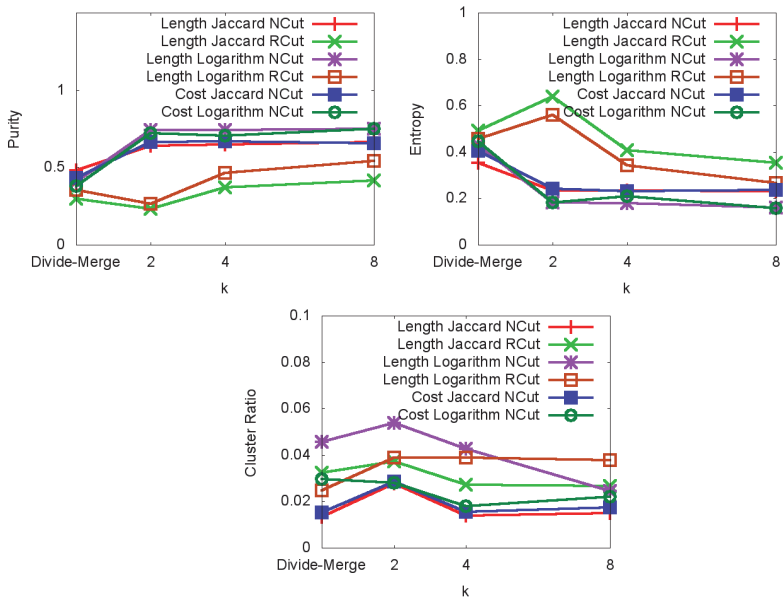 Length Jaccard NCut
Length Jaccard RCut
Length Logarithm NCut
Length Logarithm RCut
Cost Jaccard NCut
Cost Logarithm NCut
1
0.5
0
Purity
Divide-Merge 2 4 8
k
Length Jaccard NCut
Length Jaccard RCut
Length Logarithm NCut
Length Logarithm RCut
Cost Jaccard NCut
Cost Logarithm NCut
1
0.8
0.6
0.4
0.2
0
Entropy
Divide-Merge 2 4 8
k
Length Jaccard NCut
Length Jaccard RCut
Length Logarithm NCut
Length Logarithm RCut
Cost Jaccard NCut
Cost Logarithm NCut
0.1
0.08
0.06
0.04
0.02
0
Cluster Ratio
Divide-Merge 2 4 8
k